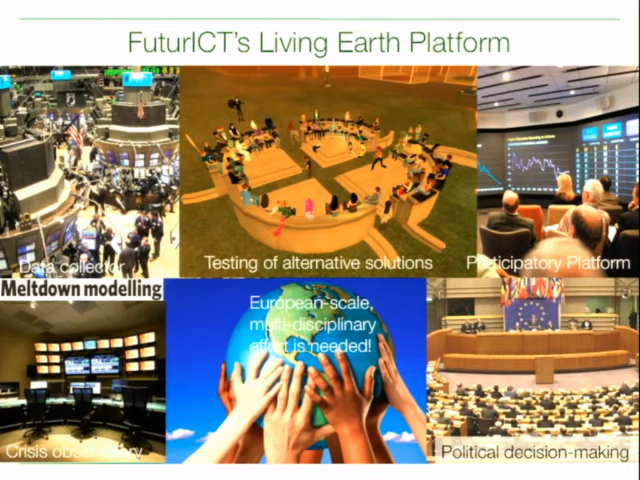 FuturICT's Living Earth Platform
Data collector
Testing of alternative solutions
Participatory Platform
Meltdown modelling
European-scale,
multi-disciplinary
effort is needed!
Crisis observatory
Political decision-making